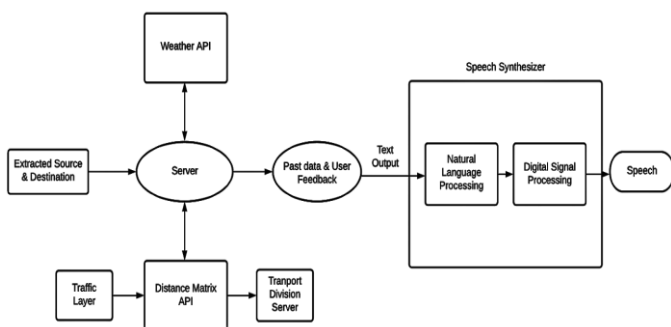 Weather API
Speech Synthesizer
Extracted Source
& Destination
Server
Past data & User
Feedback
Text
Output
Natural
Language
Processing
Digital Signal
Processing
Speech
Traffic
Layer
Distance Matrix
API
Tranport
Division
Server